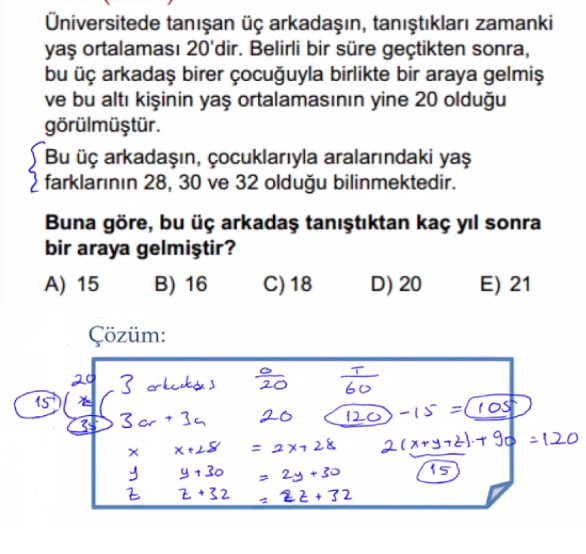 Üniversitede tanışan üç arkadaşın, tanıştıkları zamanki
yaş ortalaması 20'dir. Belirli bir süre geçtikten sonra,
bu üç arkadaş birer çocuğuyla birlikte bir araya gelmiş
ve bu altı kişinin yaş ortalamasının yine 20 olduğu
görülmüştür.
Bu üç arkadaşın, çocuklarıyla aralarındaki yaş
farklarının 28, 30 ve 32 olduğu bilinmektedir.
Buna göre, bu üç arkadaş tanıştıktan kaç yıl sonra
bir araya gelmiştir?
A) 15 B) 16 C) 18 D) 20 E) 21
Çözüm:
20 3 arkadaş O/20 T/60
15
35 3ar + 3a 20 120 - 15 = 105
x x+28 = 2x+28 2(x+y+z)+90 = 120
y y+30 = 2y+30 15
z z+32 = 2z+32